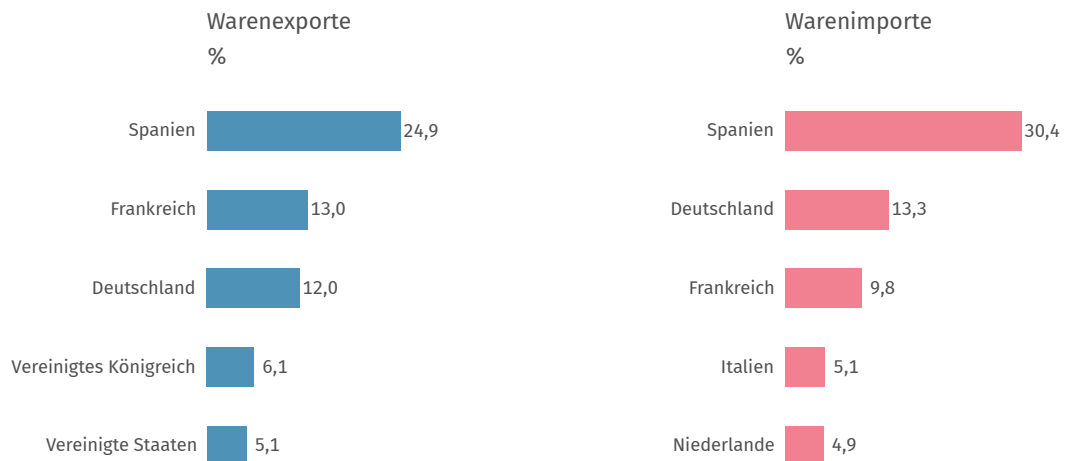 Warenexporte
%
Spanien 24,9
Frankreich 13,0
Deutschland 12,0
Vereinigtes Königreich 6,1
Vereinigte Staaten 5,1
Warenimporte
%
Spanien 30,4
Deutschland 13,3
Frankreich 9,8
Italien 5,1
Niederlande 4,9